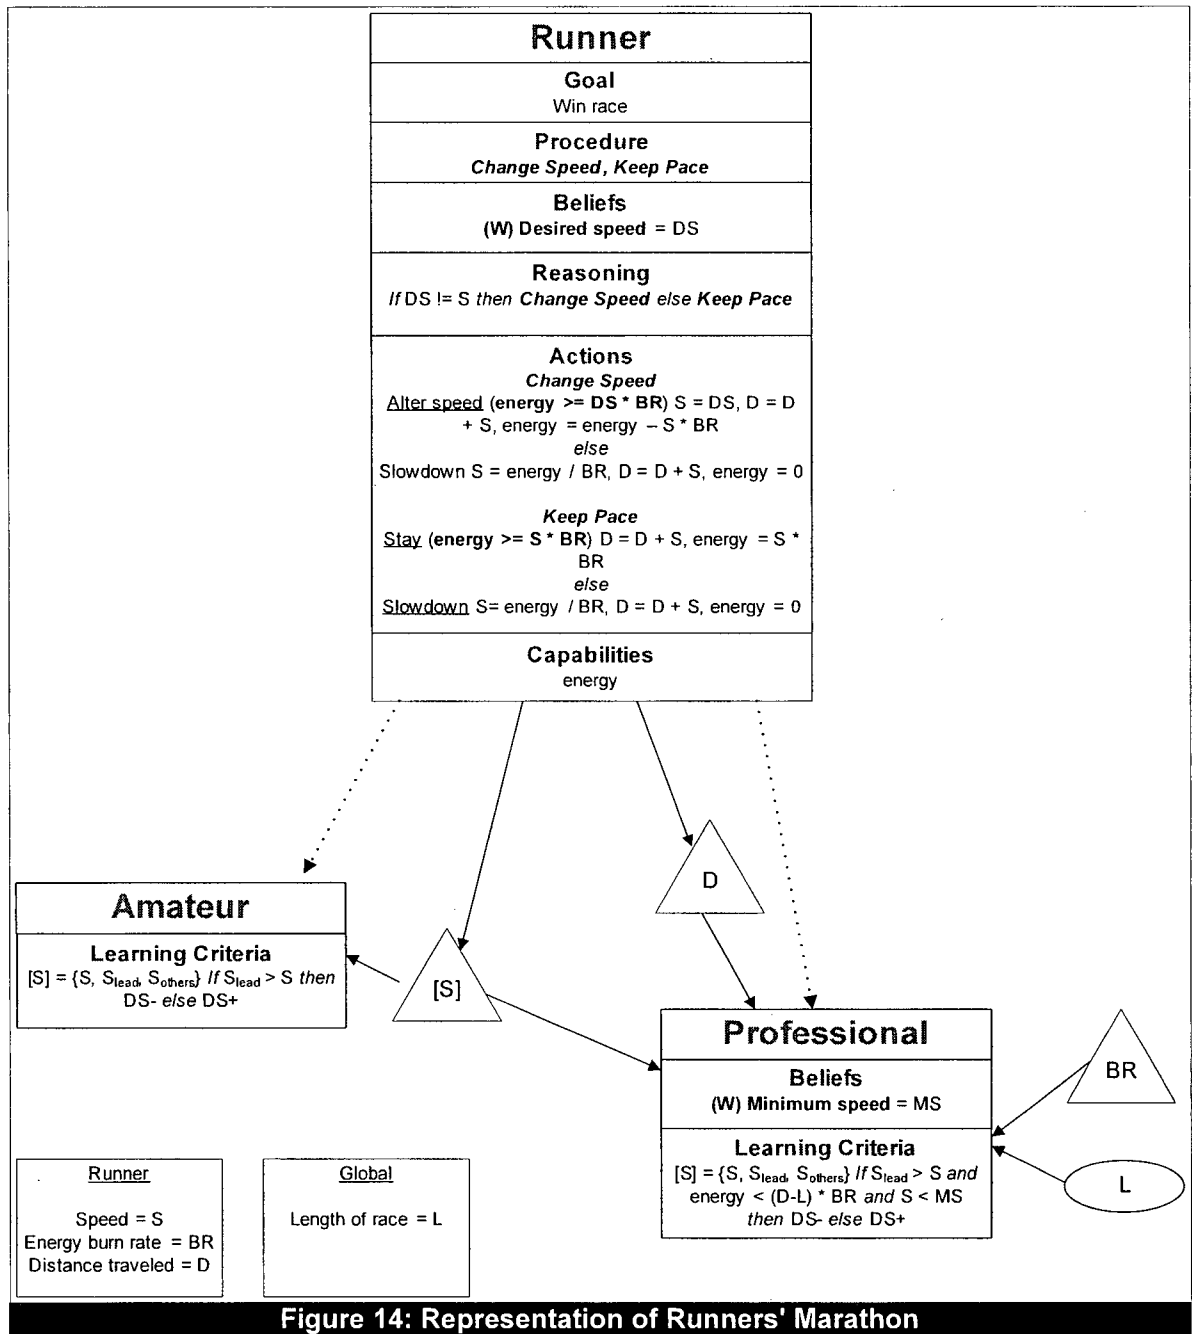 Runner
Goal
Win race
Procedure
Change Speed, Keep Pace
Beliefs
(W) Desired speed = DS
Reasoning
If DS != S then Change Speed else Keep Pace
Actions
Change Speed
Alter speed (energy >= DS * BR) S = DS, D = D
+ S, energy = energy – S * BR
else
Slowdown S = energy / BR, D = D + S, energy = 0
Keep Pace
Stay (energy >= S * BR) D = D + S, energy = S *
BR
else
Slowdown S= energy / BR, D = D + S, energy = 0
Capabilities
energy
D
Amateur
Learning Criteria
[S] = {S, Slead, Sothers} If Slead > S then
DS- else DS+
[S]
Professional
Beliefs
(W) Minimum speed = MS
Learning Criteria
[S] = {S, Slead, Sothers} If Slead > S and
energy < (D-L) * BR and S < MS
then DS- else DS+
BR
L
Runner
Speed = S
Energy burn rate = BR
Distance traveled = D
Global
Length of race = L
Figure 14: Representation of Runners' Marathon